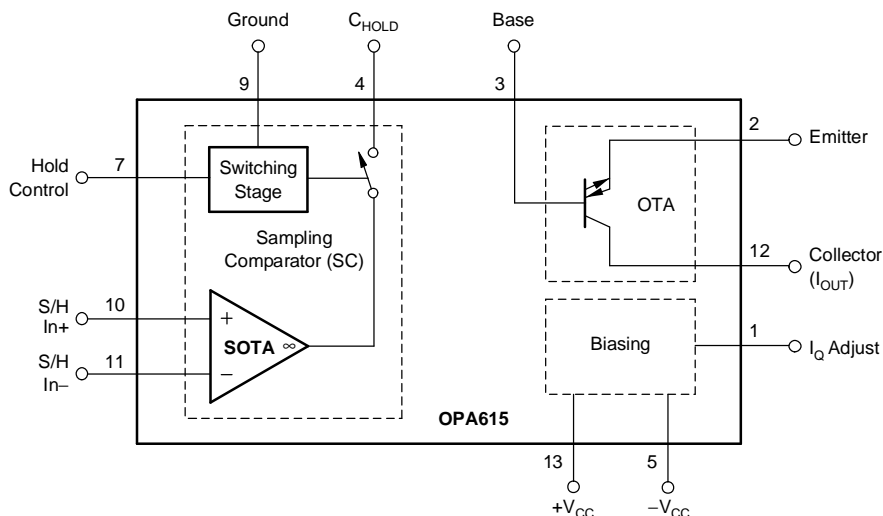 Ground
C_HOLD
Base
9
4
3
2
Emitter
Hold
Control
7
Switching
Stage
OTA
Sampling
Comparator (SC)
12
Collector
(I_OUT)
S/H
In+
10
+
SOTA
∞
S/H
In−
11
−
Biasing
1
I_Q Adjust
OPA615
13
5
+V_CC
−V_CC